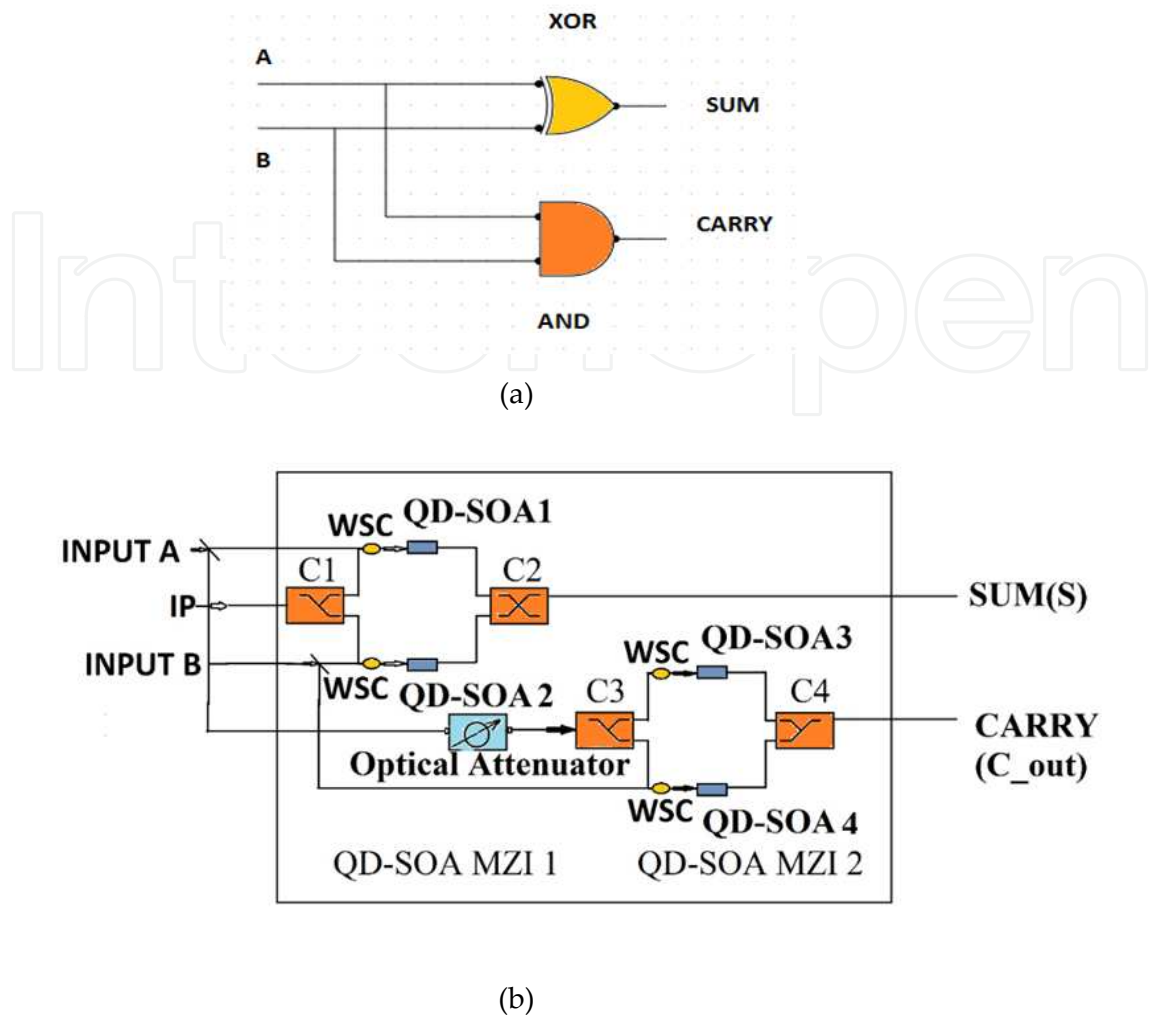 XOR
A
SUM
B
CARRY
AND
IntechOpen
(a)
QD-SOA1
WSC
INPUT A
C1
C2
IP
SUM(S)
INPUT B
QD-SOA3
WSC
WSC
QD-SOA 2
C3
C4
CARRY
(C_out)
Optical Attenuator
WSC
QD-SOA 4
QD-SOA MZI 1
QD-SOA MZI 2
(b)